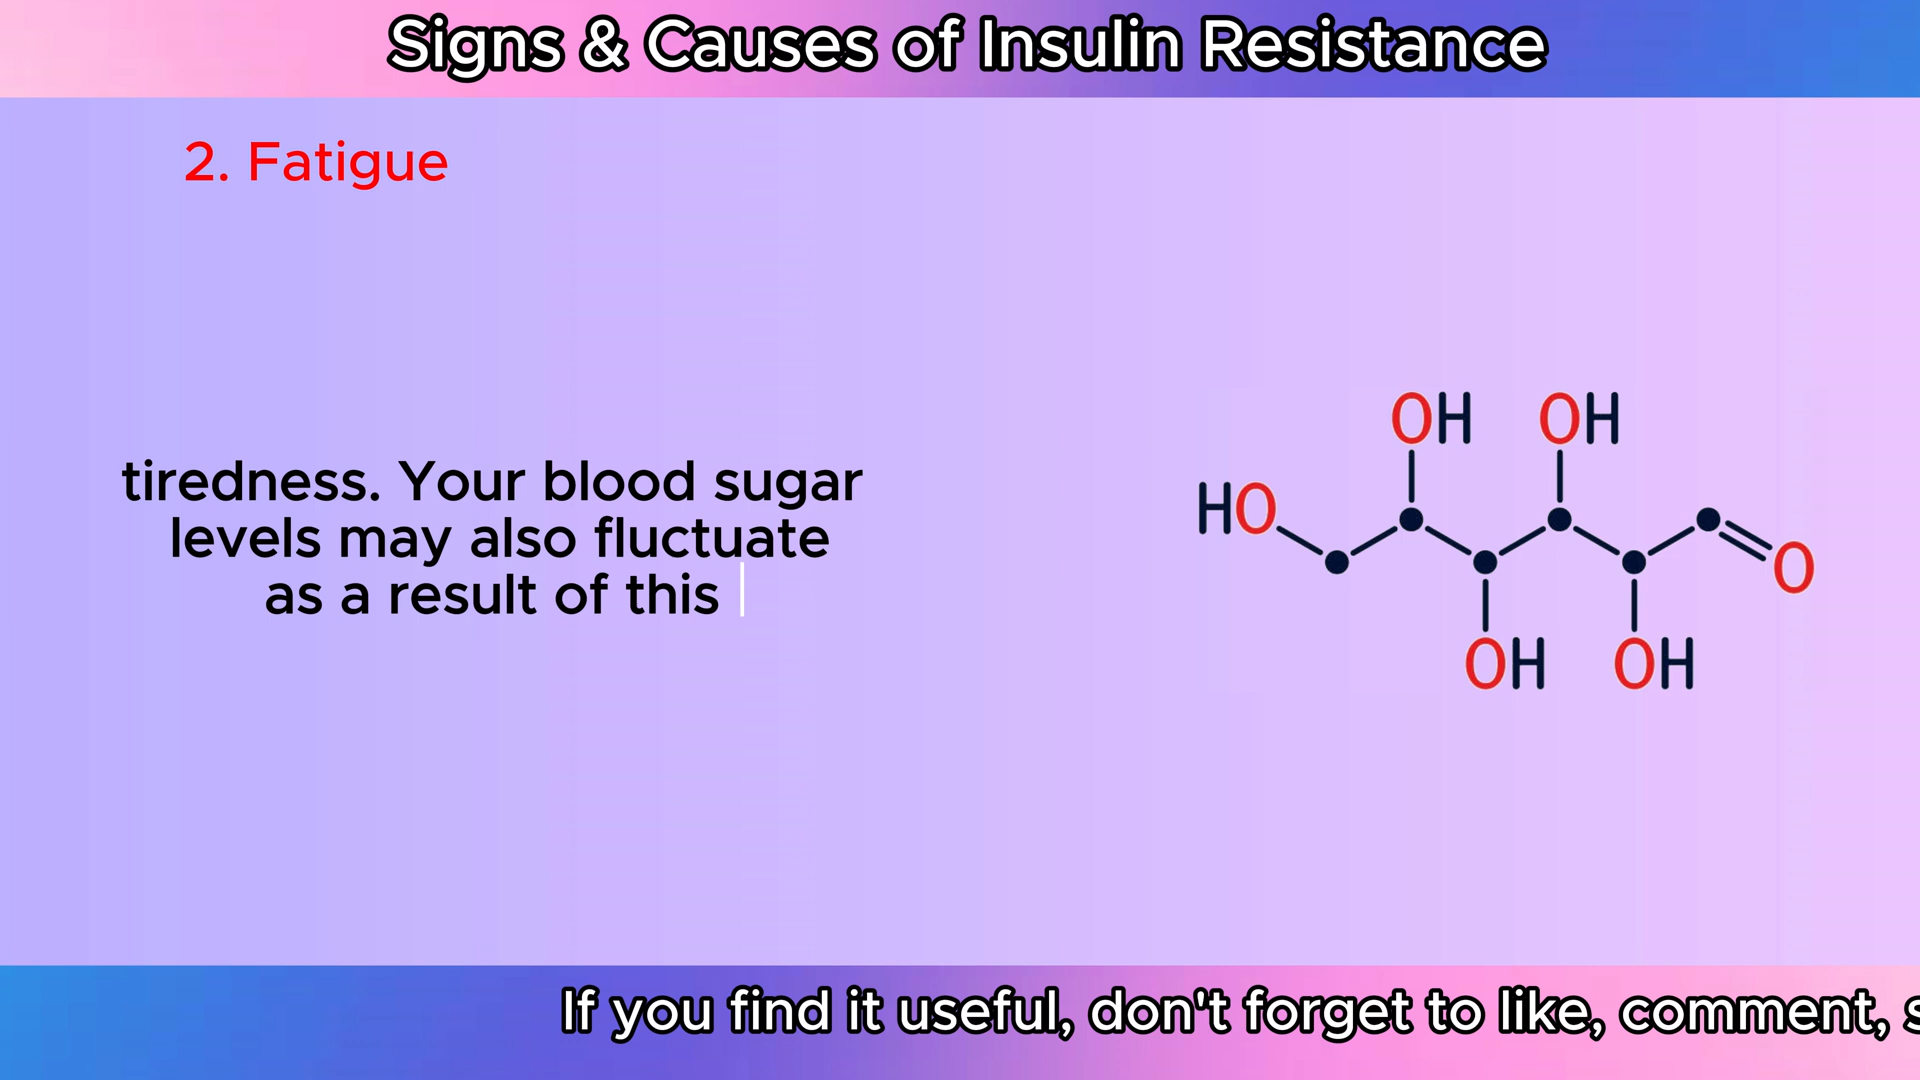 Signs & Causes of Insulin Resistance
2. Fatigue
tiredness. Your blood sugar
levels may also fluctuate
as a result of this
OH OH
HO
O
OH OH
If you find it useful, don't forget to like, comment, s